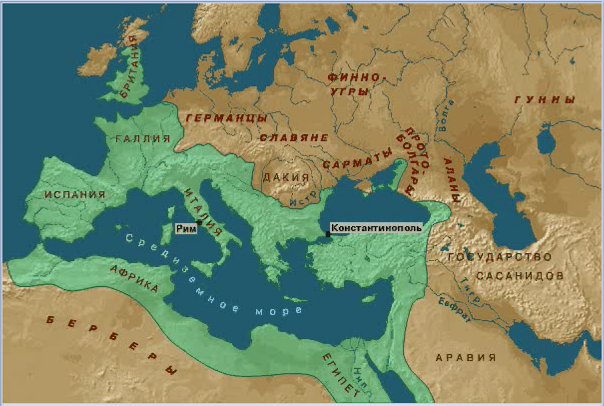 БРИТАНИЯ
ФИННО-
УГРЫ
ГУННЫ
Волга
ГЕРМАНЦЫ
ГАЛЛИЯ
СЛАВЯНЕ
САРМАТЫ
ПРОТО-
БОЛГАРЫ
АЛАНЫ
ДАКИЯ
Истр
ИСПАНИЯ
ИТАЛИЯ
Рим
Константинополь
Средиземное море
ГОСУДАРСТВО
САСАНИДОВ
АФРИКА
Тигр
Евфрат
БЕРБЕРЫ
ЕГИПЕТ
Нил
АРАВИЯ